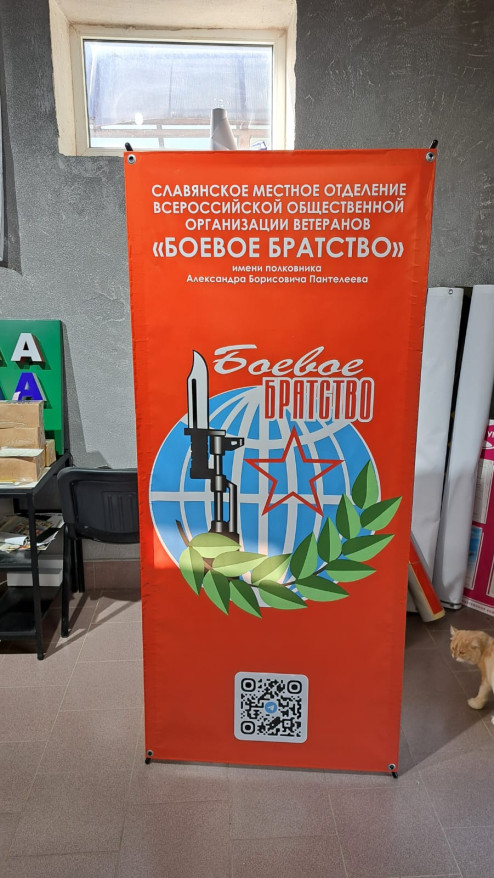 СЛАВЯНСКОЕ МЕСТНОЕ ОТДЕЛЕНИЕ
ВСЕРОССИЙСКОЙ ОБЩЕСТВЕННОЙ
ОРГАНИЗАЦИИ ВЕТЕРАНОВ
«БОЕВОЕ БРАТСТВО»
имени полковника
Александра Борисовича Пантелеева
Боевое
БРАТСТВО
А
А